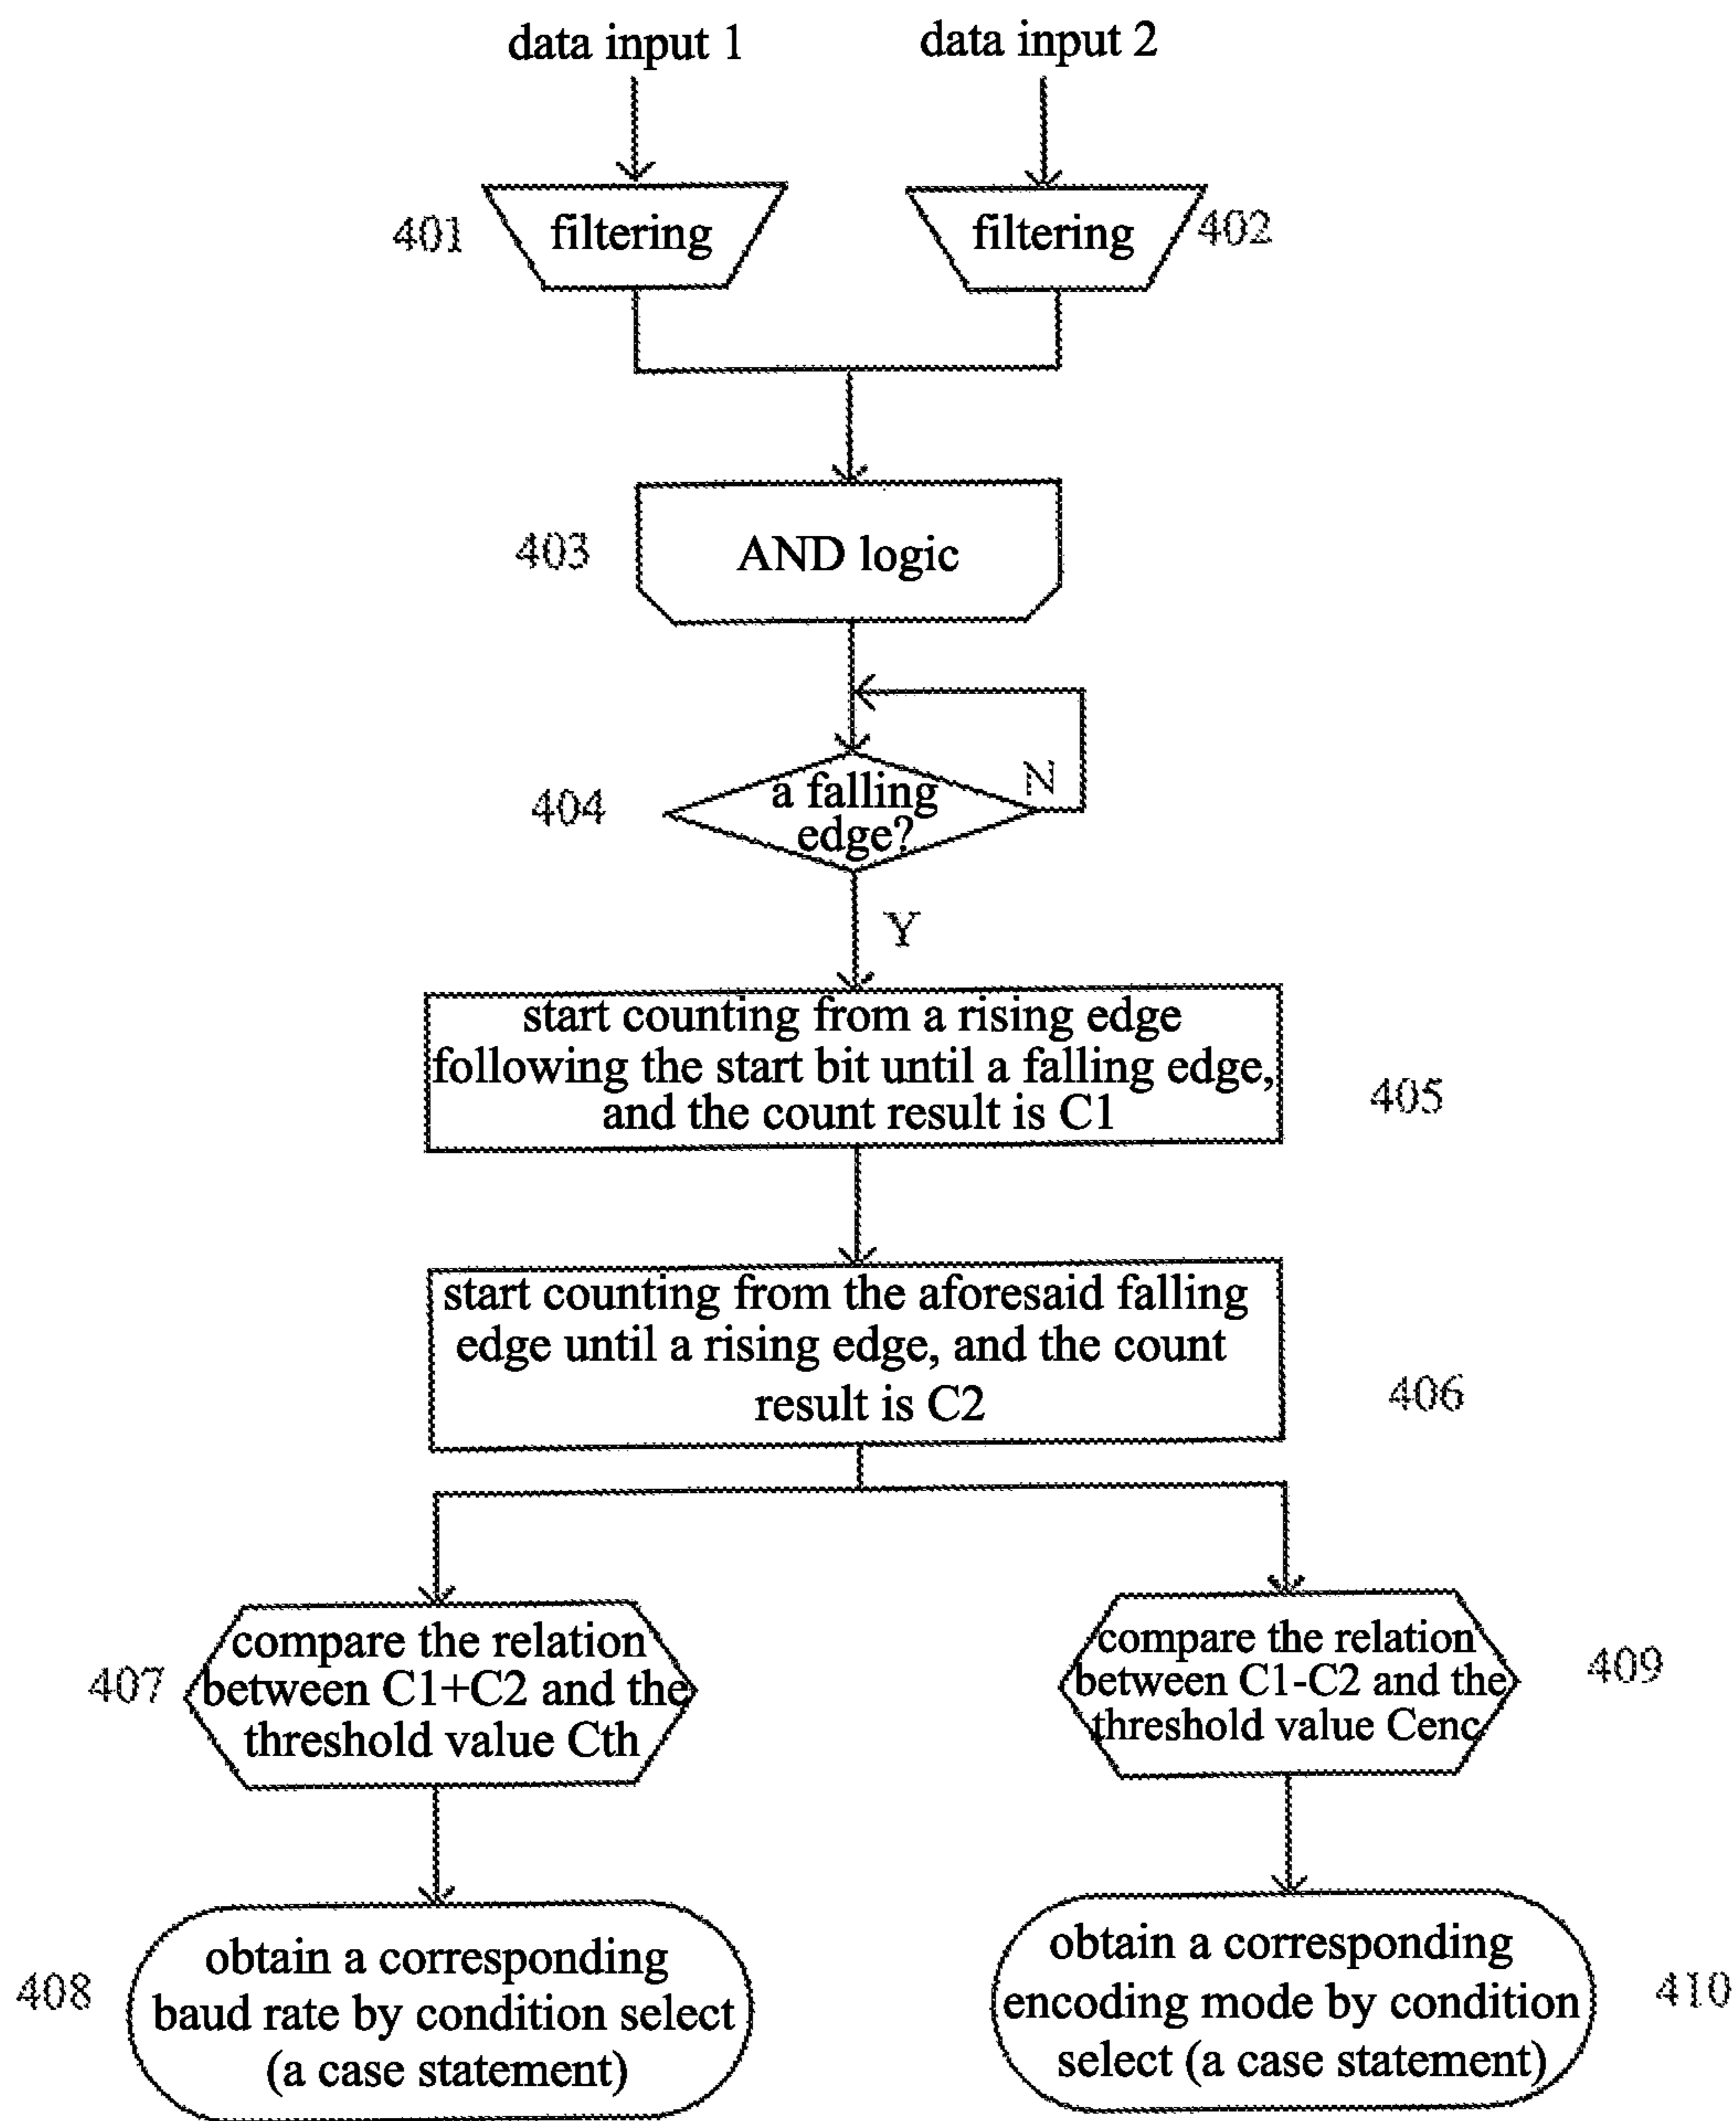 data input 1
data input 2
401
filtering
filtering
402
403
AND logic
404
a falling
edge?
N
Y
start counting from a rising edge
following the start bit until a falling edge,
and the count result is C1
405
start counting from the aforesaid falling
edge until a rising edge, and the count
result is C2
406
407
compare the relation
between C1+C2 and the
threshold value Cth
compare the relation
between C1-C2 and the
threshold value Cenc
409
408
obtain a corresponding
baud rate by condition select
(a case statement)
obtain a corresponding
encoding mode by condition
select (a case statement)
410